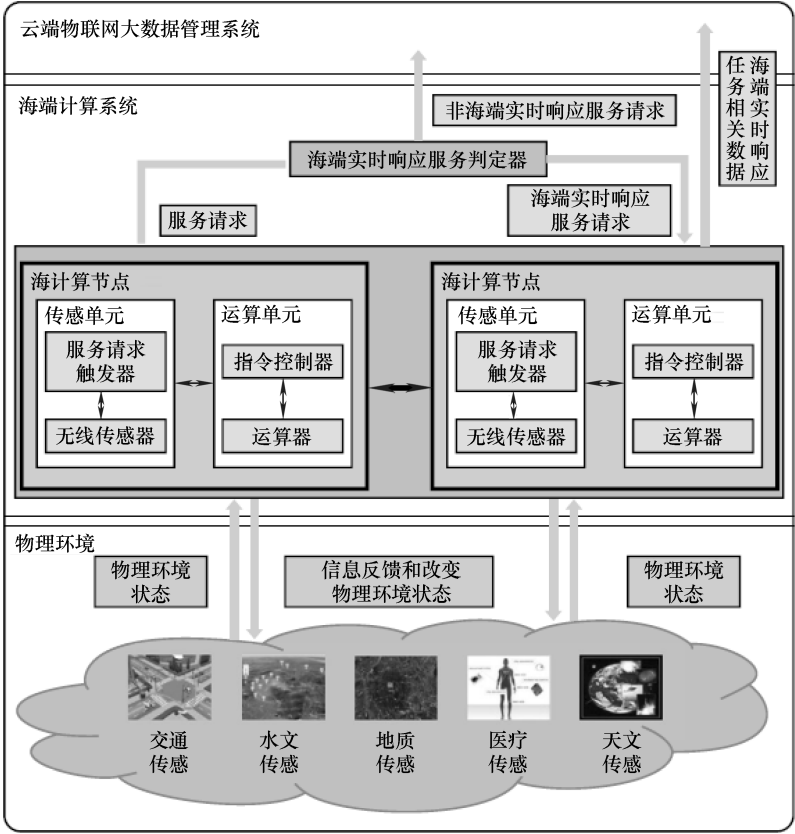 云端物联网大数据管理系统
海端实时响应
任务相关数据
海端计算系统
非海端实时响应服务请求
海端实时响应服务判定器
服务请求
海端实时响应
服务请求
海计算节点
传感单元
服务请求
触发器
无线传感器
运算单元
指令控制器
运算器
海计算节点
传感单元
服务请求
触发器
无线传感器
运算单元
指令控制器
运算器
物理环境
物理环境
状态
信息反馈和改变
物理环境状态
物理环境
状态
交通
传感
水文
传感
地质
传感
医疗
传感
天文
传感